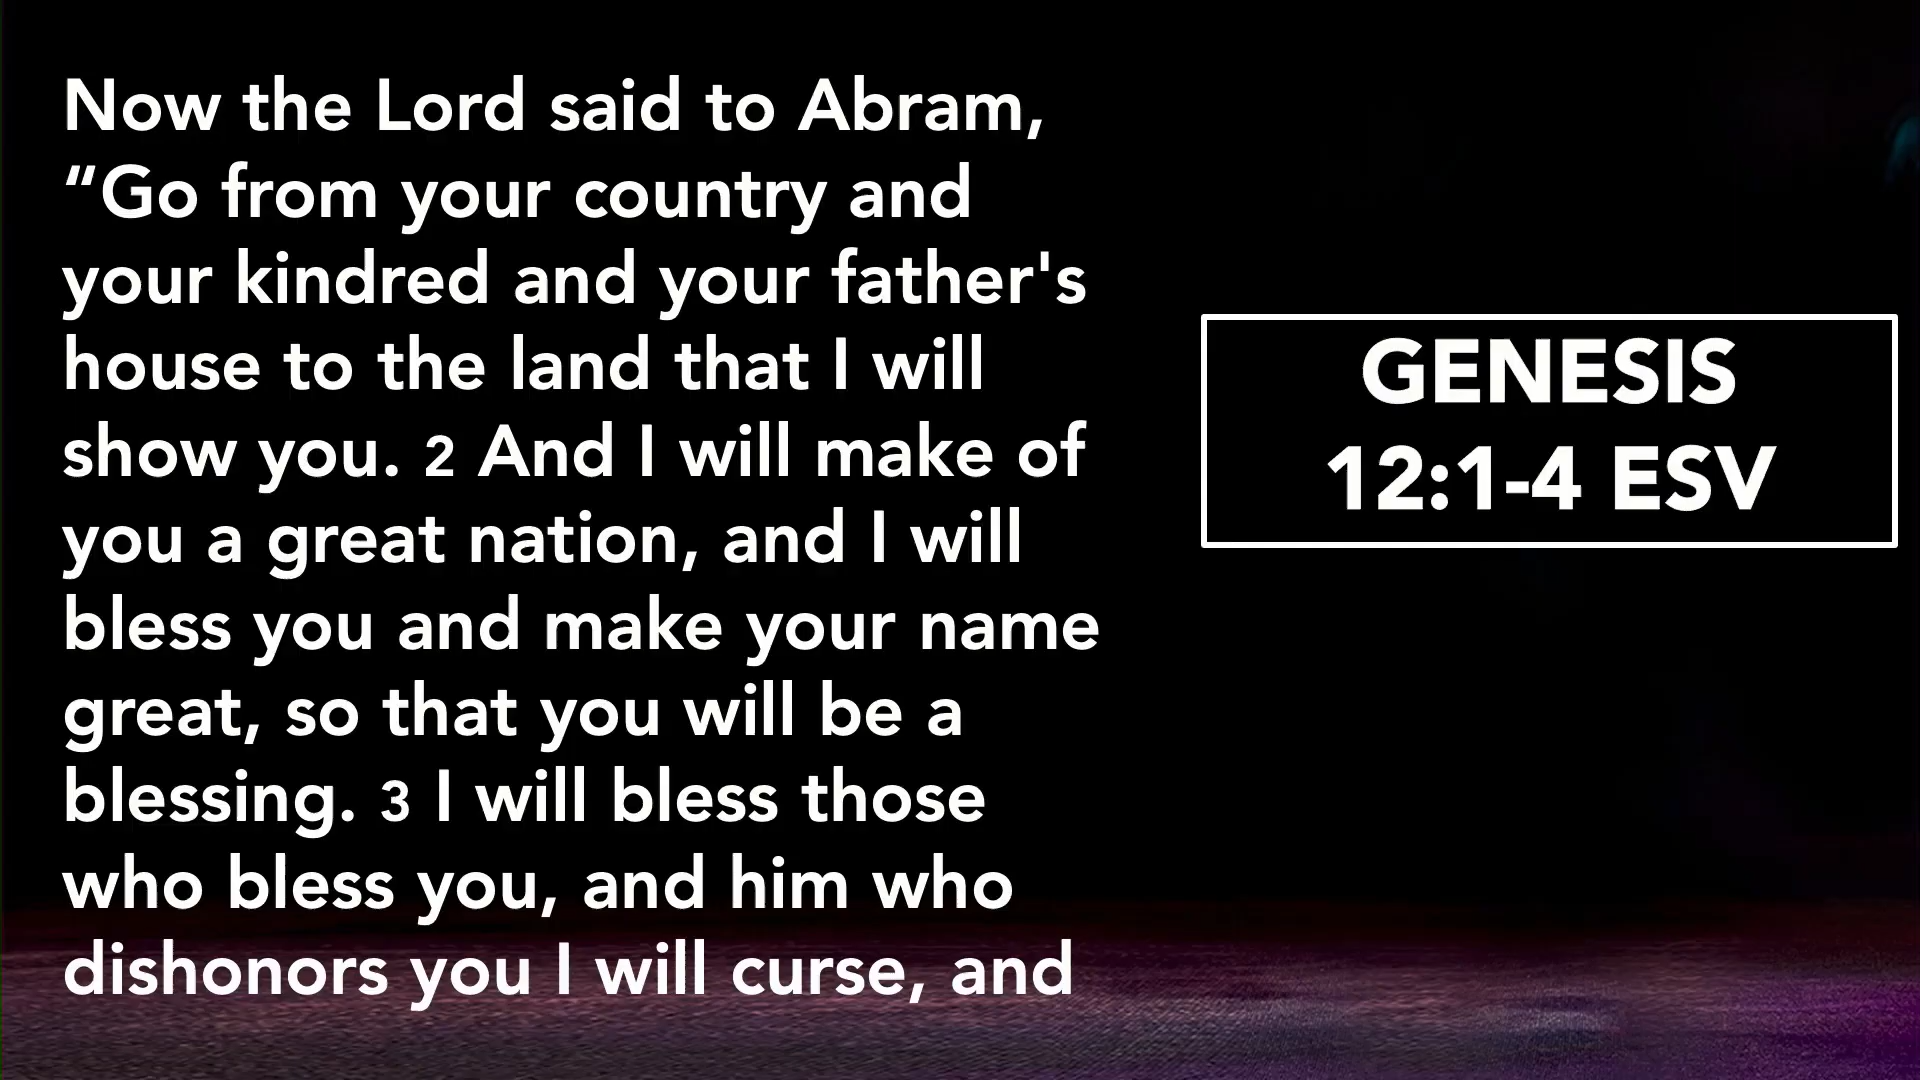 Now the Lord said to Abram,
“Go from your country and
your kindred and your father's
house to the land that I will
show you. 2 And I will make of
you a great nation, and I will
bless you and make your name
great, so that you will be a
blessing. 3 I will bless those
who bless you, and him who
dishonors you I will curse, and
GENESIS
12:1-4 ESV